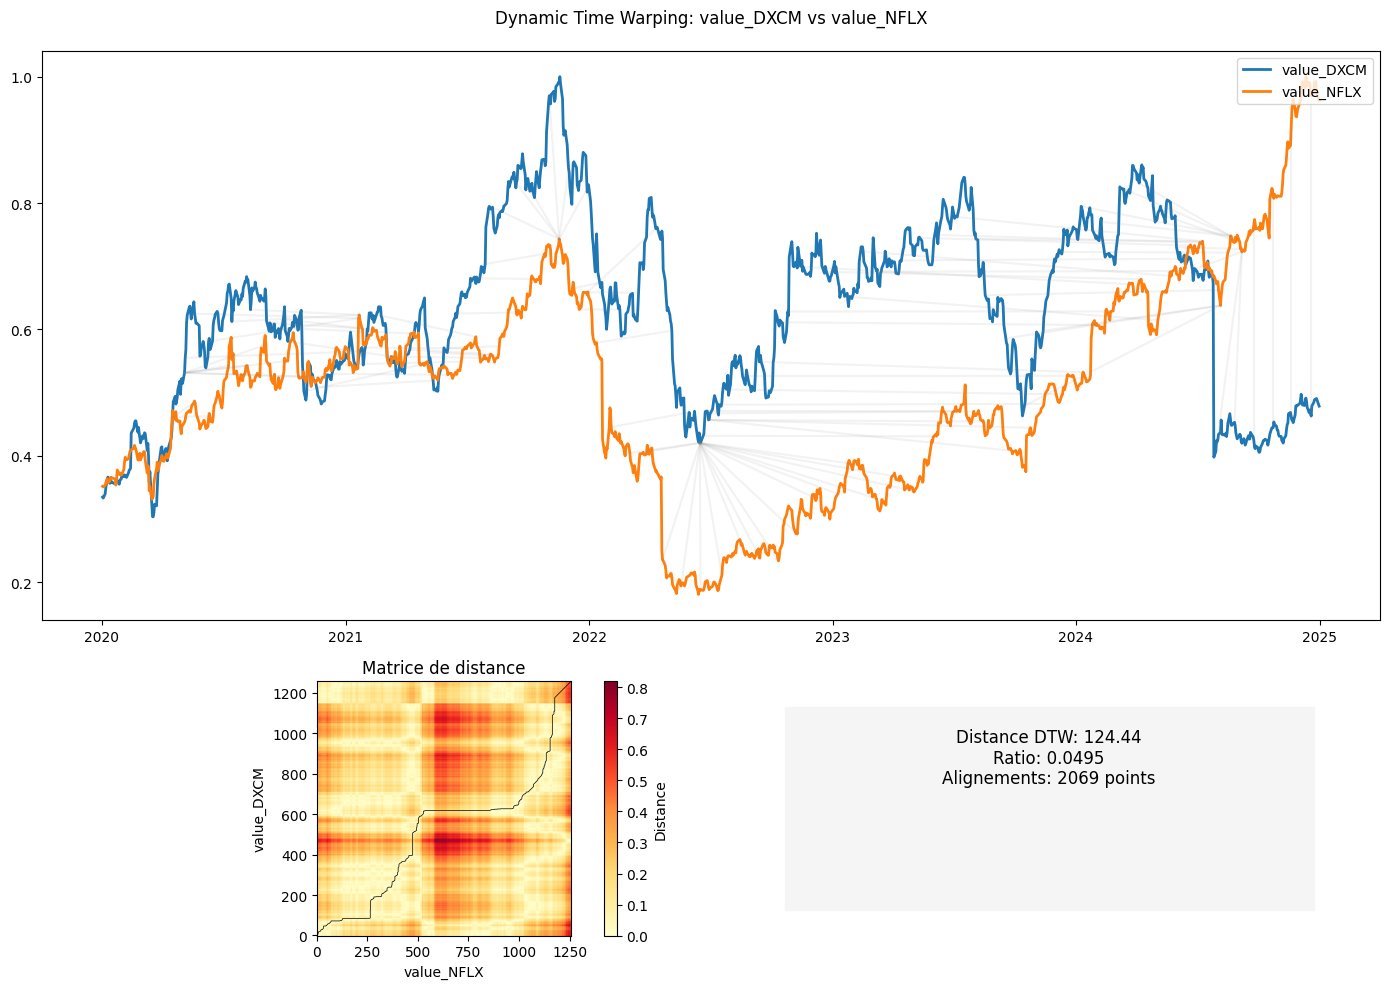 Dynamic Time Warping: value_DXCM vs value_NFLX
1.0
0.8
0.6
0.4
0.2
value_DXCM
value_NFLX
2020 2021 2022 2023 2024 2025
Matrice de distance
value_DXCM
1200
1000
800
600
400
200
0
0 250 500 750 1000 1250
value_NFLX
0.8
0.7
0.6
0.5
0.4
0.3
0.2
0.1
0.0
Distance
Distance DTW: 124.44
Ratio: 0.0495
Alignements: 2069 points